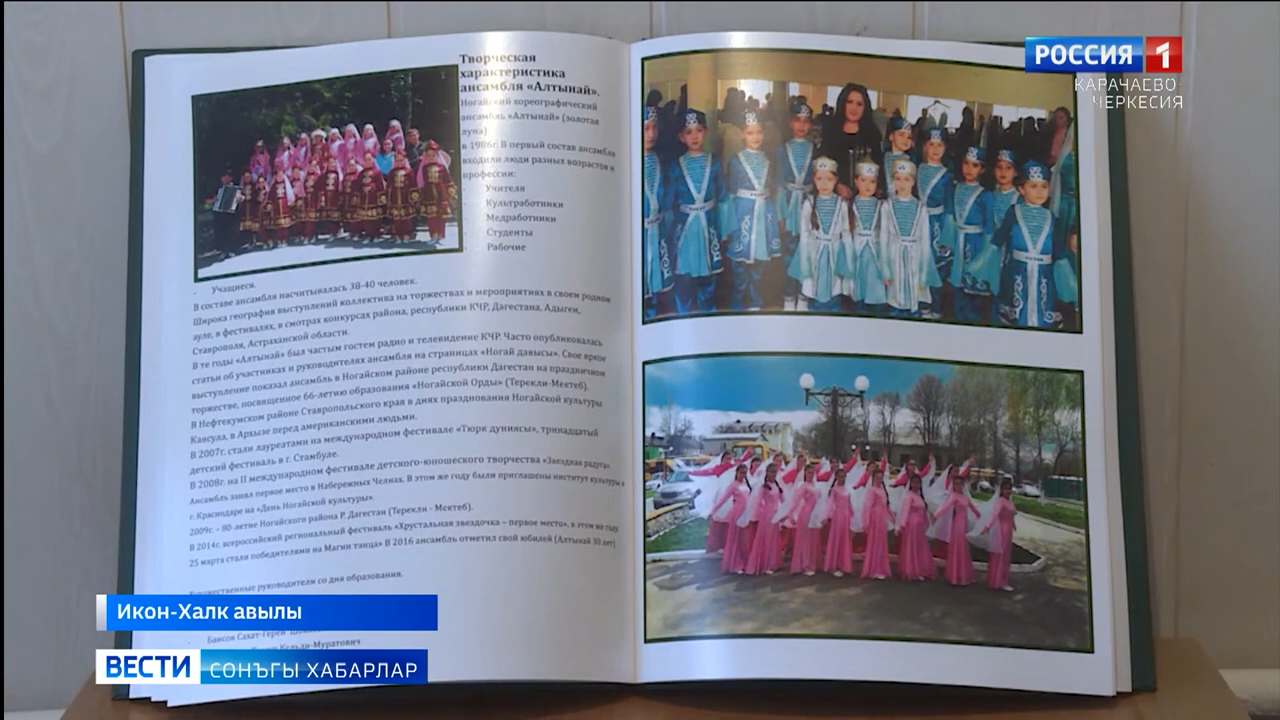 РОССИЯ 1
КАРАЧАЕВО
ЧЕРКЕСИЯ
Творческая
характеристика
ансамбля «Алтынай».
Ногайский хореографический
ансамбль «Алтынай» (золотая
луна)
в 1986г. В первый состав ансамбля
входили люди разных возрастов и
профессии:
- Учителя
- Культработники
- Медработники
- Студенты
- Рабочие
- Учащиеся.
В составе ансамбля насчитывалась 38-40 человек.
Широка география выступлений коллектива на торжествах и мероприятиях в своем родном
ауле, в фестивалях, в смотрах конкурсах района, республики КЧР, Дагестана, Адыгеи,
Ставрополя, Астраханской области.
В те годы «Алтынай» был частым гостем радио и телевидение КЧР. Часто опубликовалась
статьи об участниках и руководителях ансамбля на страницах «Ногай давысы». Свое яркое
выступление показал ансамбль в Ногайском районе республики Дагестан на праздничном
торжестве, посвященное 66-летию образования «Ногайской Орды» (Терекли-Мектеб).
В Нефтекумском районе Ставропольского края в днях празднования Ногайской культуры
Каясула, в Архызе перед американскими людьми.
В 2007г. стали лауреатами на международном фестивале «Тюрк дуниясы», тринадцатый
детский фестиваль в г. Стамбуле.
В 2008г. на II международном фестивале детского-юношеского творчества «Звездная радуга»
Ансамбль занял первое место в Набережных Челнах. В этом же году были приглашены институт культуры в
г. Краснодаре на «День Ногайской культуры».
2009г. – 80-летие Ногайского района Р. Дагестан (Терекли - Мектеб).
В 2014г. всероссийский региональный фестиваль «Хрустальная звездочка – первое место», в этом же году
25 марта стали победителями на Магии танца» В 2016 ансамбль отметил свой юбилей (Алтынай 30 лет)
Художественные руководители со дня образования.
Баисов Сахат-Герей
Кельди-Муратович
Икон-Халк авылы
ВЕСТИ СОНЪГЫ ХАБАРЛАР